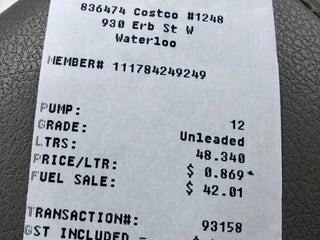 836474 Costco #1248
930 Erb St W
Waterloo
MEMBER# 111784249249
PUMP: 12
GRADE: Unleaded
LTRS: 48.340
PRICE/LTR: $ 0.869
FUEL SALE: $ 42.01
TRANSACTION#: 93158
GST INCLUDED -